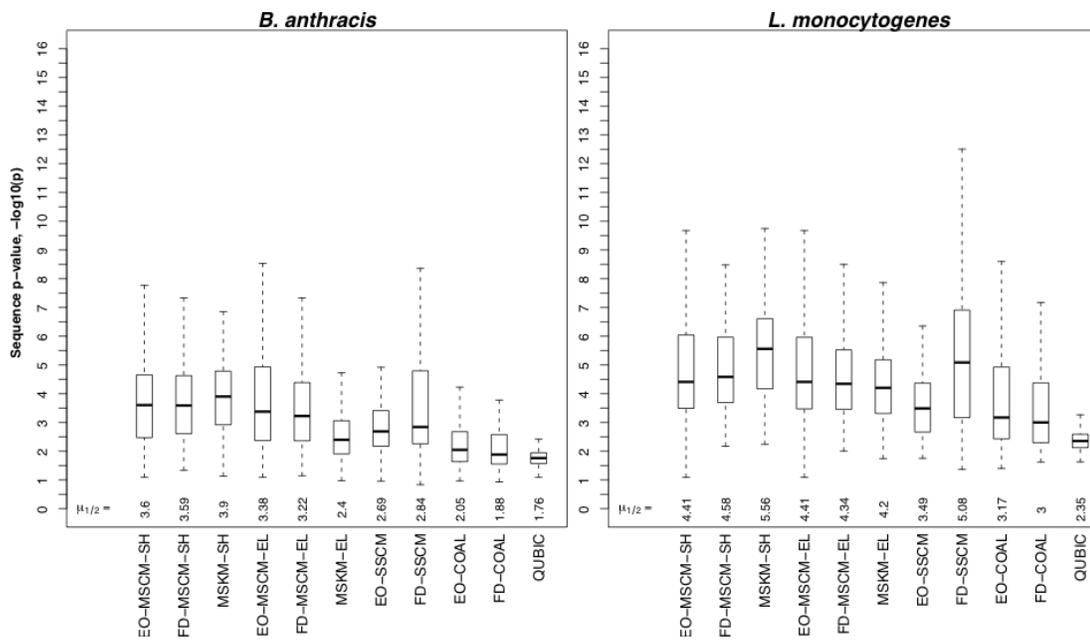 B. anthracis
L. monocytogenes
Sequence p−value, −log10(p)
16
15
14
13
12
11
10
9
8
7
6
5
4
3
2
1
0
μ1/2 =
3.6
3.59
3.9
3.38
3.22
2.4
2.69
2.84
2.05
1.88
1.76
EO−MSCM−SH
FD−MSCM−SH
MSKM−SH
EO−MSCM−EL
FD−MSCM−EL
MSKM−EL
EO−SSCM
FD−SSCM
EO−COAL
FD−COAL
QUBIC
16
15
14
13
12
11
10
9
8
7
6
5
4
3
2
1
0
μ1/2 =
4.41
4.58
5.56
4.41
4.34
4.2
3.49
5.08
3.17
3
2.35
EO−MSCM−SH
FD−MSCM−SH
MSKM−SH
EO−MSCM−EL
FD−MSCM−EL
MSKM−EL
EO−SSCM
FD−SSCM
EO−COAL
FD−COAL
QUBIC